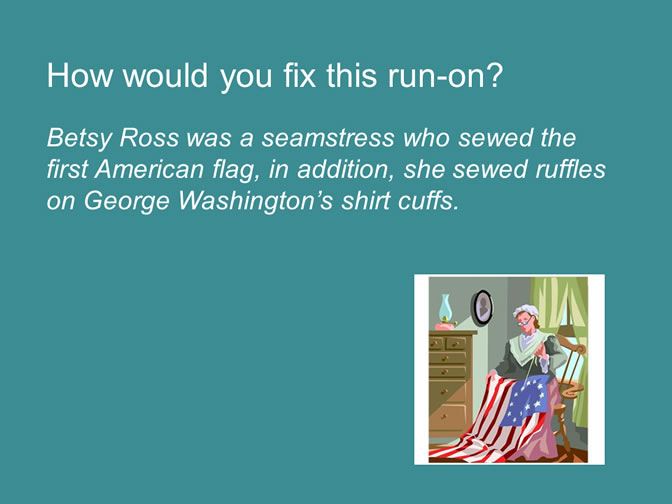 How would you fix this run-on?
Betsy Ross was a seamstress who sewed the
first American flag, in addition, she sewed ruffles
on George Washington’s shirt cuffs.